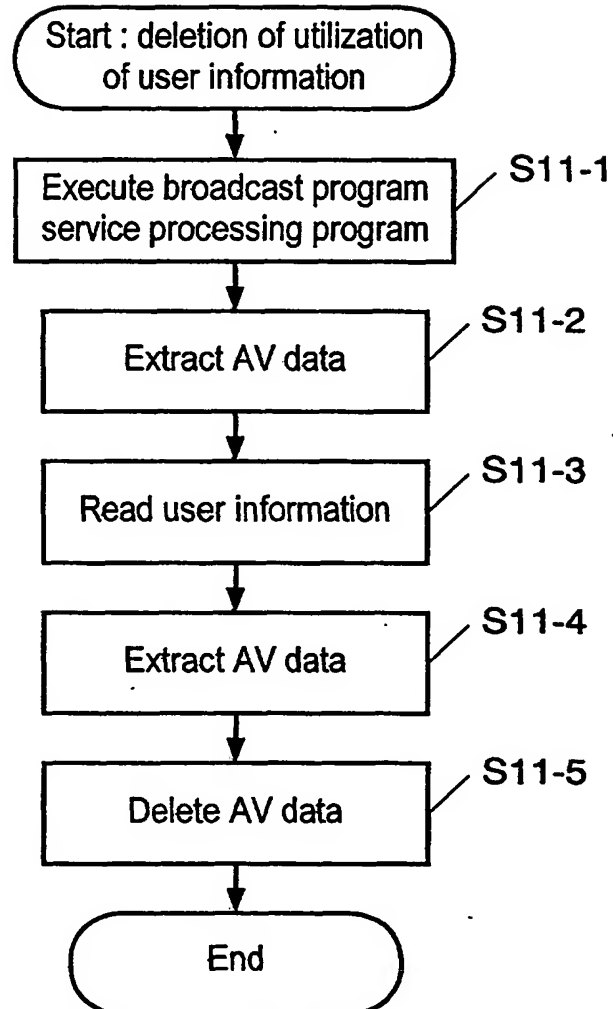 Start : deletion of utilization
of user information
Execute broadcast program
service processing program
S11-1
Extract AV data
S11-2
Read user information
S11-3
Extract AV data
S11-4
Delete AV data
S11-5
End